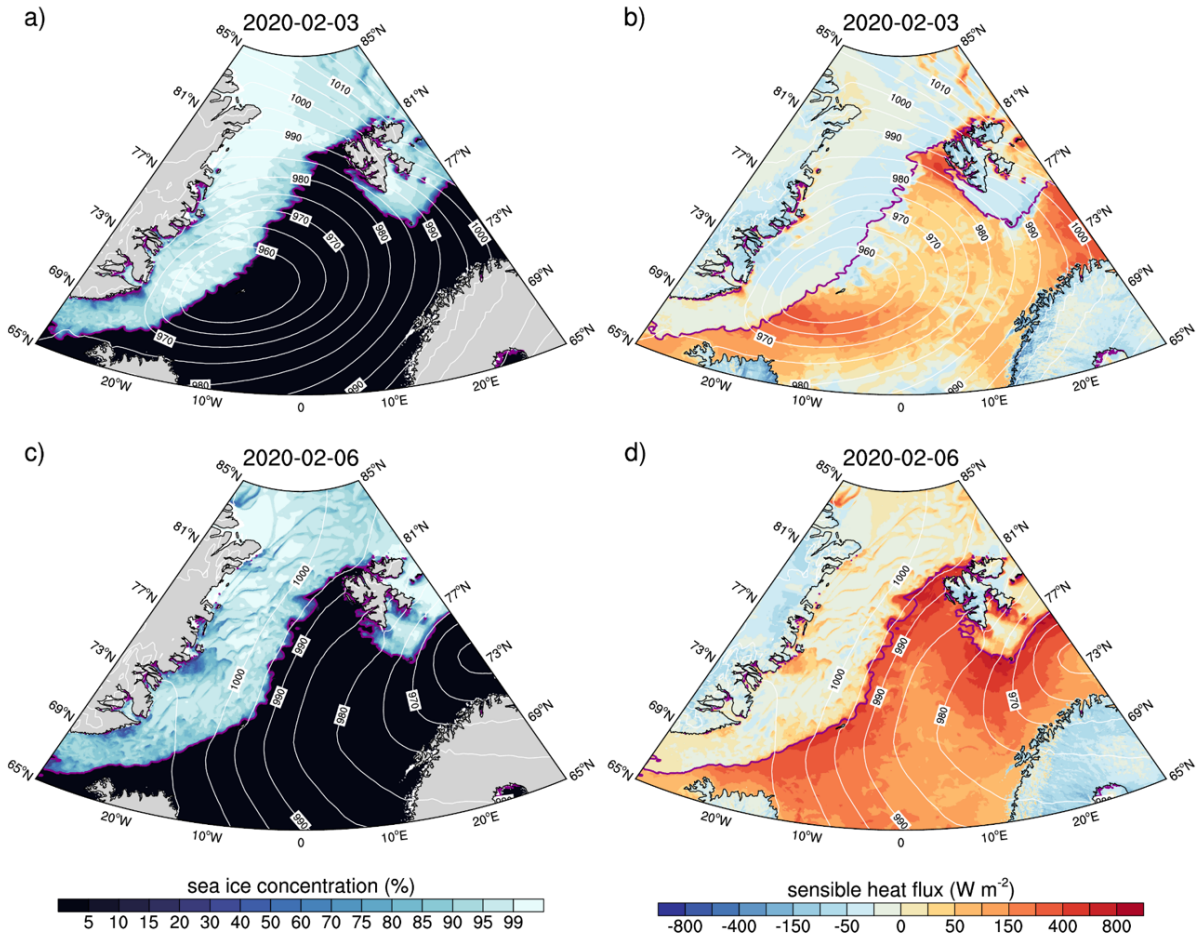 a)
2020-02-03
85°N
85°N
81°N
81°N
77°N
77°N
73°N
73°N
69°N
69°N
65°N
65°N
20°W
10°W
0
10°E
20°E
1010
1000
990
980
970
970
980
990
1000
960
970
980
990
b)
2020-02-03
85°N
85°N
81°N
81°N
77°N
77°N
73°N
73°N
69°N
69°N
65°N
65°N
20°W
10°W
0
10°E
20°E
1010
1000
990
980
970
970
980
990
1000
960
970
980
990
c)
2020-02-06
85°N
85°N
81°N
81°N
77°N
77°N
73°N
73°N
69°N
69°N
65°N
65°N
20°W
10°W
0
10°E
20°E
1000
990
1000
990
980
970
990
d)
2020-02-06
85°N
85°N
81°N
81°N
77°N
77°N
73°N
73°N
69°N
69°N
65°N
65°N
20°W
10°W
0
10°E
20°E
1000
990
1000
990
980
970
990
sea ice concentration (%)
5 10 15 20 30 40 50 60 70 75 80 85 90 95 99
sensible heat flux (W m⁻²)
-800 -400 -150 -50 0 50 150 400 800